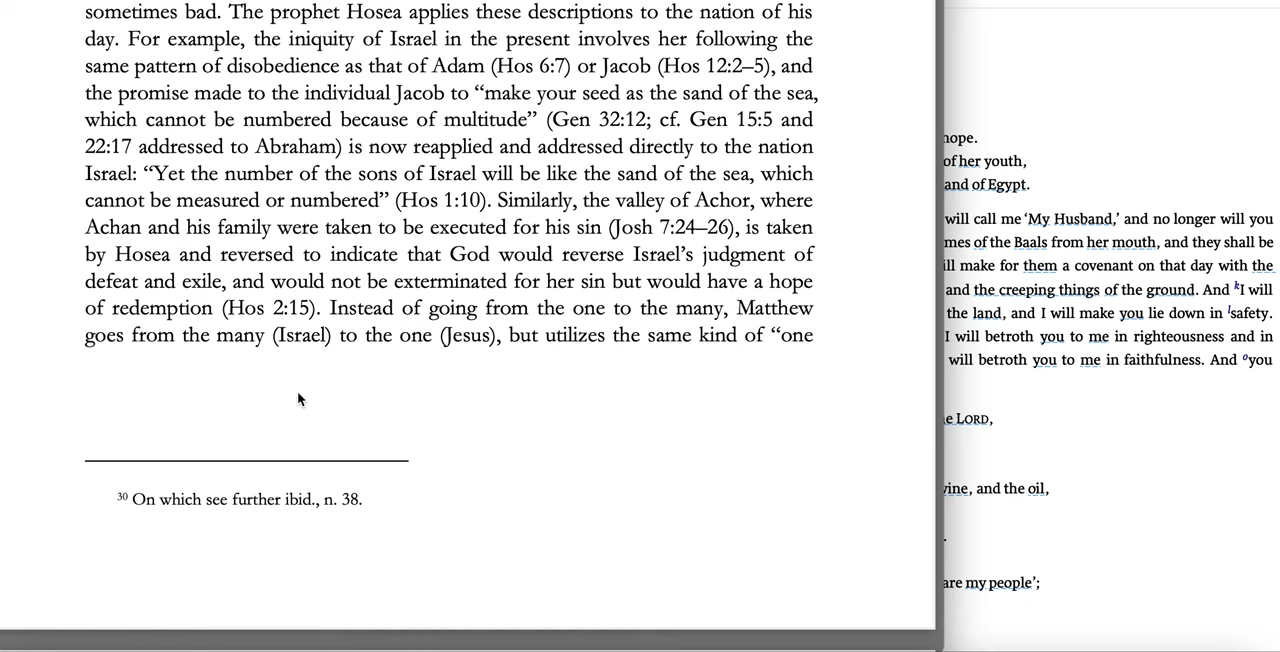 sometimes bad. The prophet Hosea applies these descriptions to the nation of his
day. For example, the iniquity of Israel in the present involves her following the
same pattern of disobedience as that of Adam (Hos 6:7) or Jacob (Hos 12:2–5), and
the promise made to the individual Jacob to “make your seed as the sand of the sea,
which cannot be numbered because of multitude” (Gen 32:12; cf. Gen 15:5 and
22:17 addressed to Abraham) is now reapplied and addressed directly to the nation
Israel: “Yet the number of the sons of Israel will be like the sand of the sea, which
cannot be measured or numbered” (Hos 1:10). Similarly, the valley of Achor, where
Achan and his family were taken to be executed for his sin (Josh 7:24–26), is taken
by Hosea and reversed to indicate that God would reverse Israel’s judgment of
defeat and exile, and would not be exterminated for her sin but would have a hope
of redemption (Hos 2:15). Instead of going from the one to the many, Matthew
goes from the many (Israel) to the one (Jesus), but utilizes the same kind of “one
30 On which see further ibid., n. 38.
of her youth,
and of Egypt.
will call me ‘My Husband,’ and no longer will you
of the Baals from her mouth, and they shall be
make for them a covenant on that day with the
and the creeping things of the ground. And k I will
the land, and I will make you lie down in l safety.
I will betroth you to me in righteousness and in
will betroth you to me in faithfulness. And o you
LORD,
and the oil,
.
are my people’;